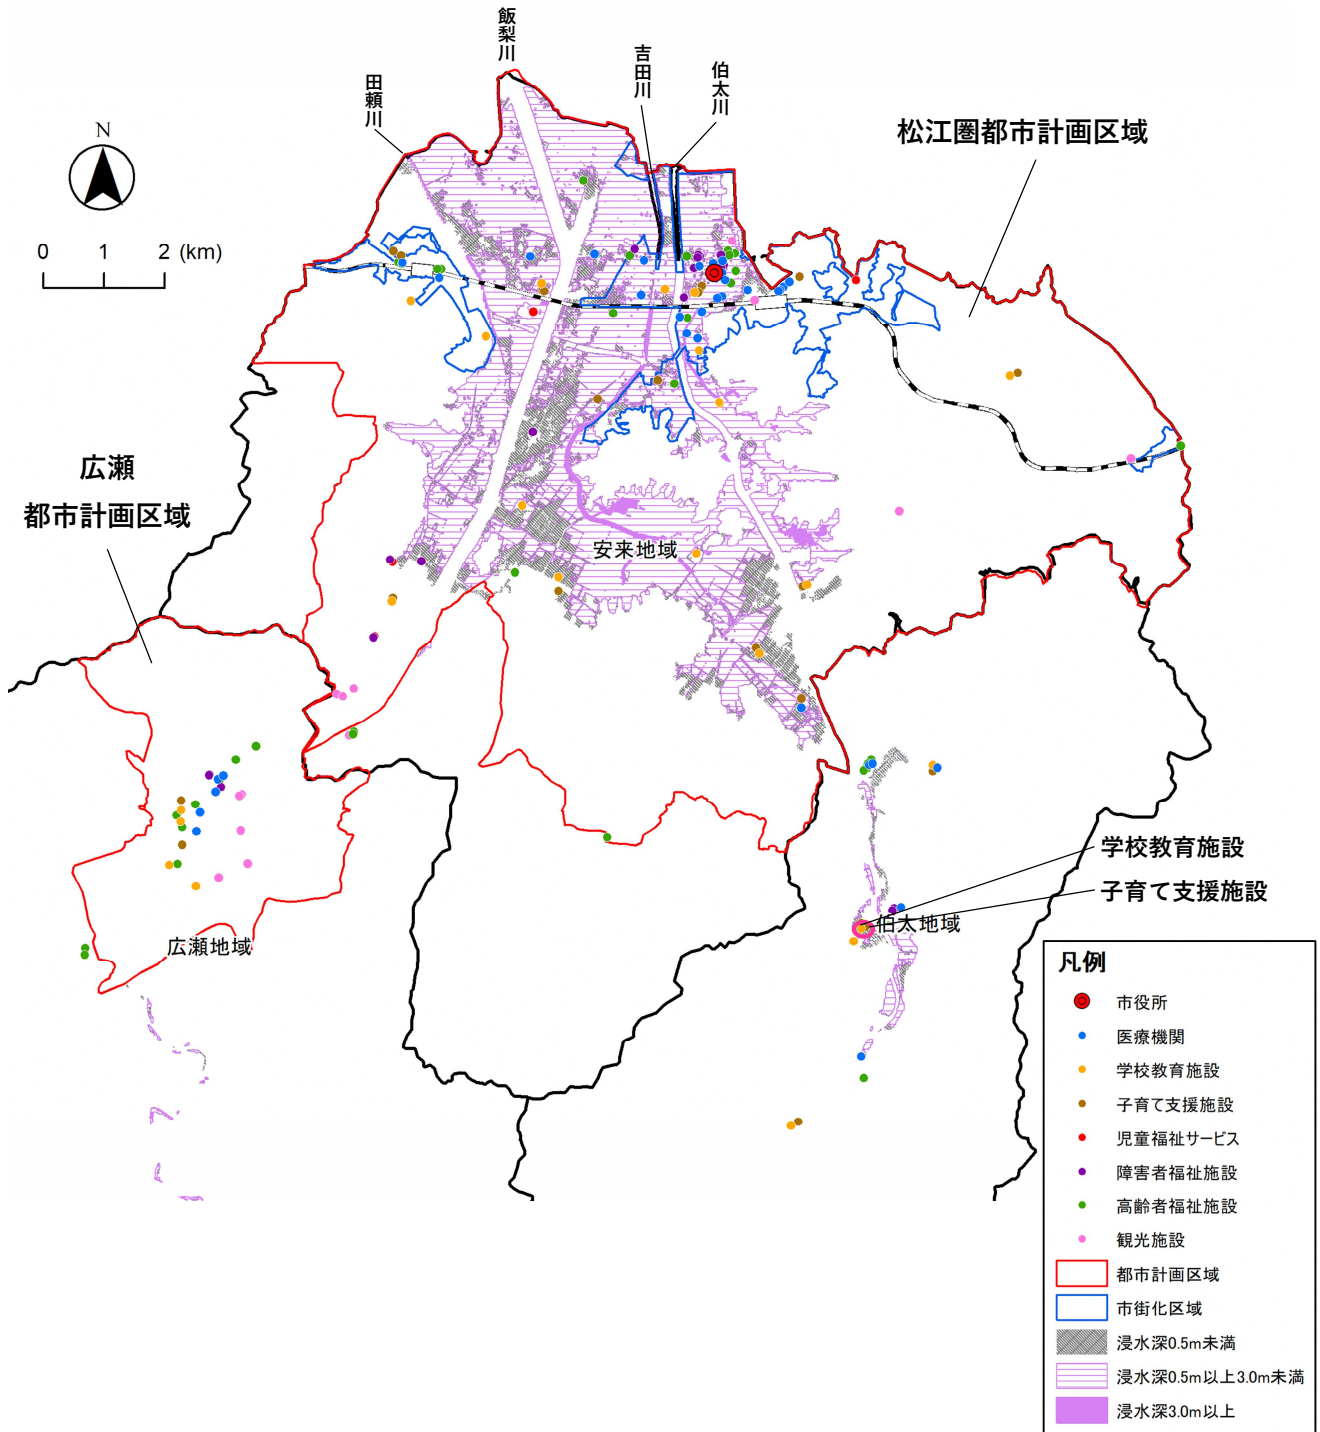 飯梨川
吉田川
伯太川
田頼川
松江圏都市計画区域
N
0 1 2 (km)
広瀬
都市計画区域
安来地域
学校教育施設
子育て支援施設
伯太地域
広瀬地域
凡例
市役所
医療機関
学校教育施設
子育て支援施設
児童福祉サービス
障害者福祉施設
高齢者福祉施設
観光施設
都市計画区域
市街化区域
浸水深0.5m未満
浸水深0.5m以上3.0m未満
浸水深3.0m以上